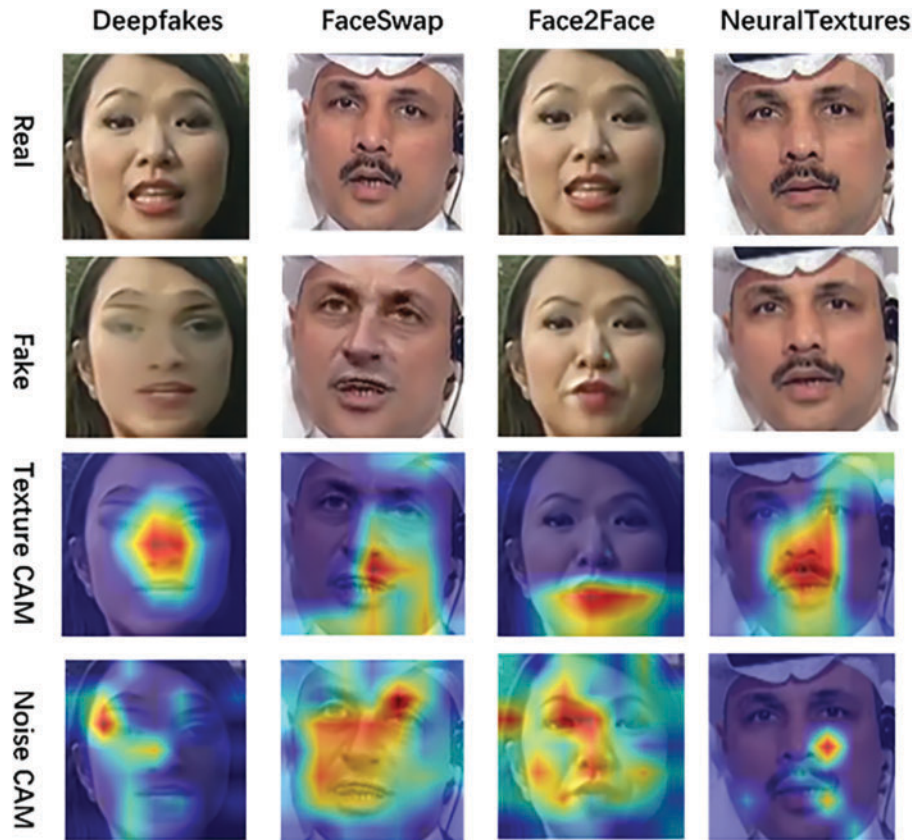 Deepfakes FaceSwap Face2Face NeuralTextures
Real
Fake
Texture CAM
Noise CAM